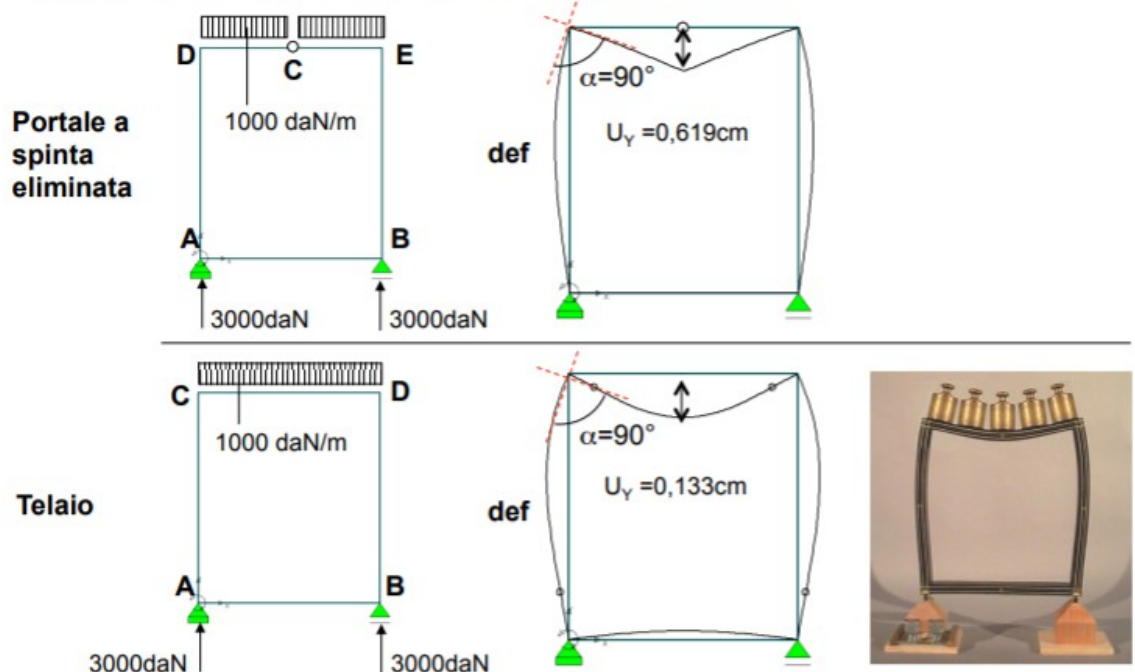 D
E
C
Portale a
spinta
eliminata
1000 daN/m
A
B
3000daN
3000daN
def
α=90°
U_Y =0,619cm
Telaio
C
D
1000 daN/m
A
B
3000daN
3000daN
def
α=90°
U_Y =0,133cm